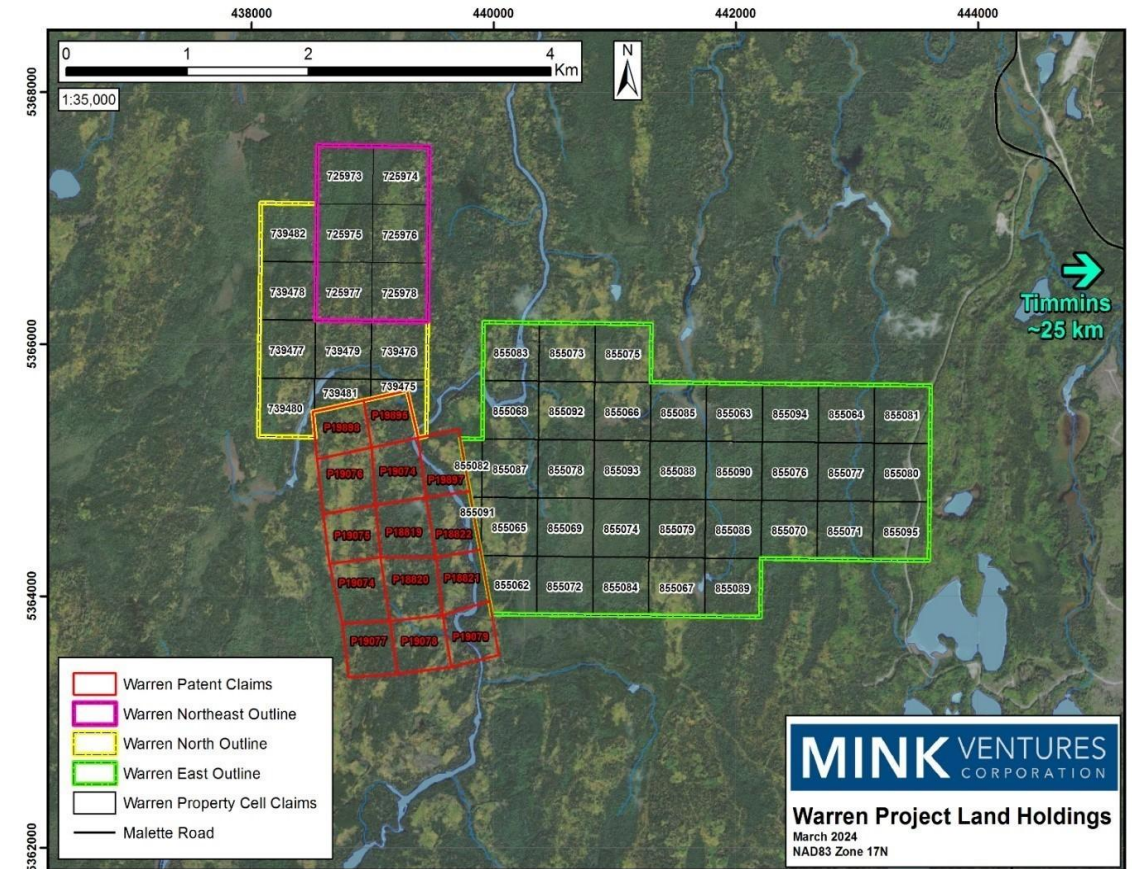 438000 440000 442000 444000
0 1 2 4
Km
1:35,000
N
5368000
5366000
5364000
5362000
725973 725974
739482 725975 725976
739478 725977 725978
739477 739479 739476
739480 739481 739475
855083 855073 855075
855068 855092 855066 855085 855063 855094 855064 855081
855082 855087 855078 855093 855088 855090 855076 855077 855080
855091 855065 855069 855074 855079 855086 855070 855071 855095
855062 855072 855084 855067 855089
P19898 P19895
P19076 P19074 P19897
P19075 P18819 P18822
P19074 P18820 P18821
P19077 P19078 P19079
Timmins
~25 km
Warren Patent Claims
Warren Northeast Outline
Warren North Outline
Warren East Outline
Warren Property Cell Claims
Malette Road
MINK VENTURES
CORPORATION
Warren Project Land Holdings
March 2024
NAD83 Zone 17N